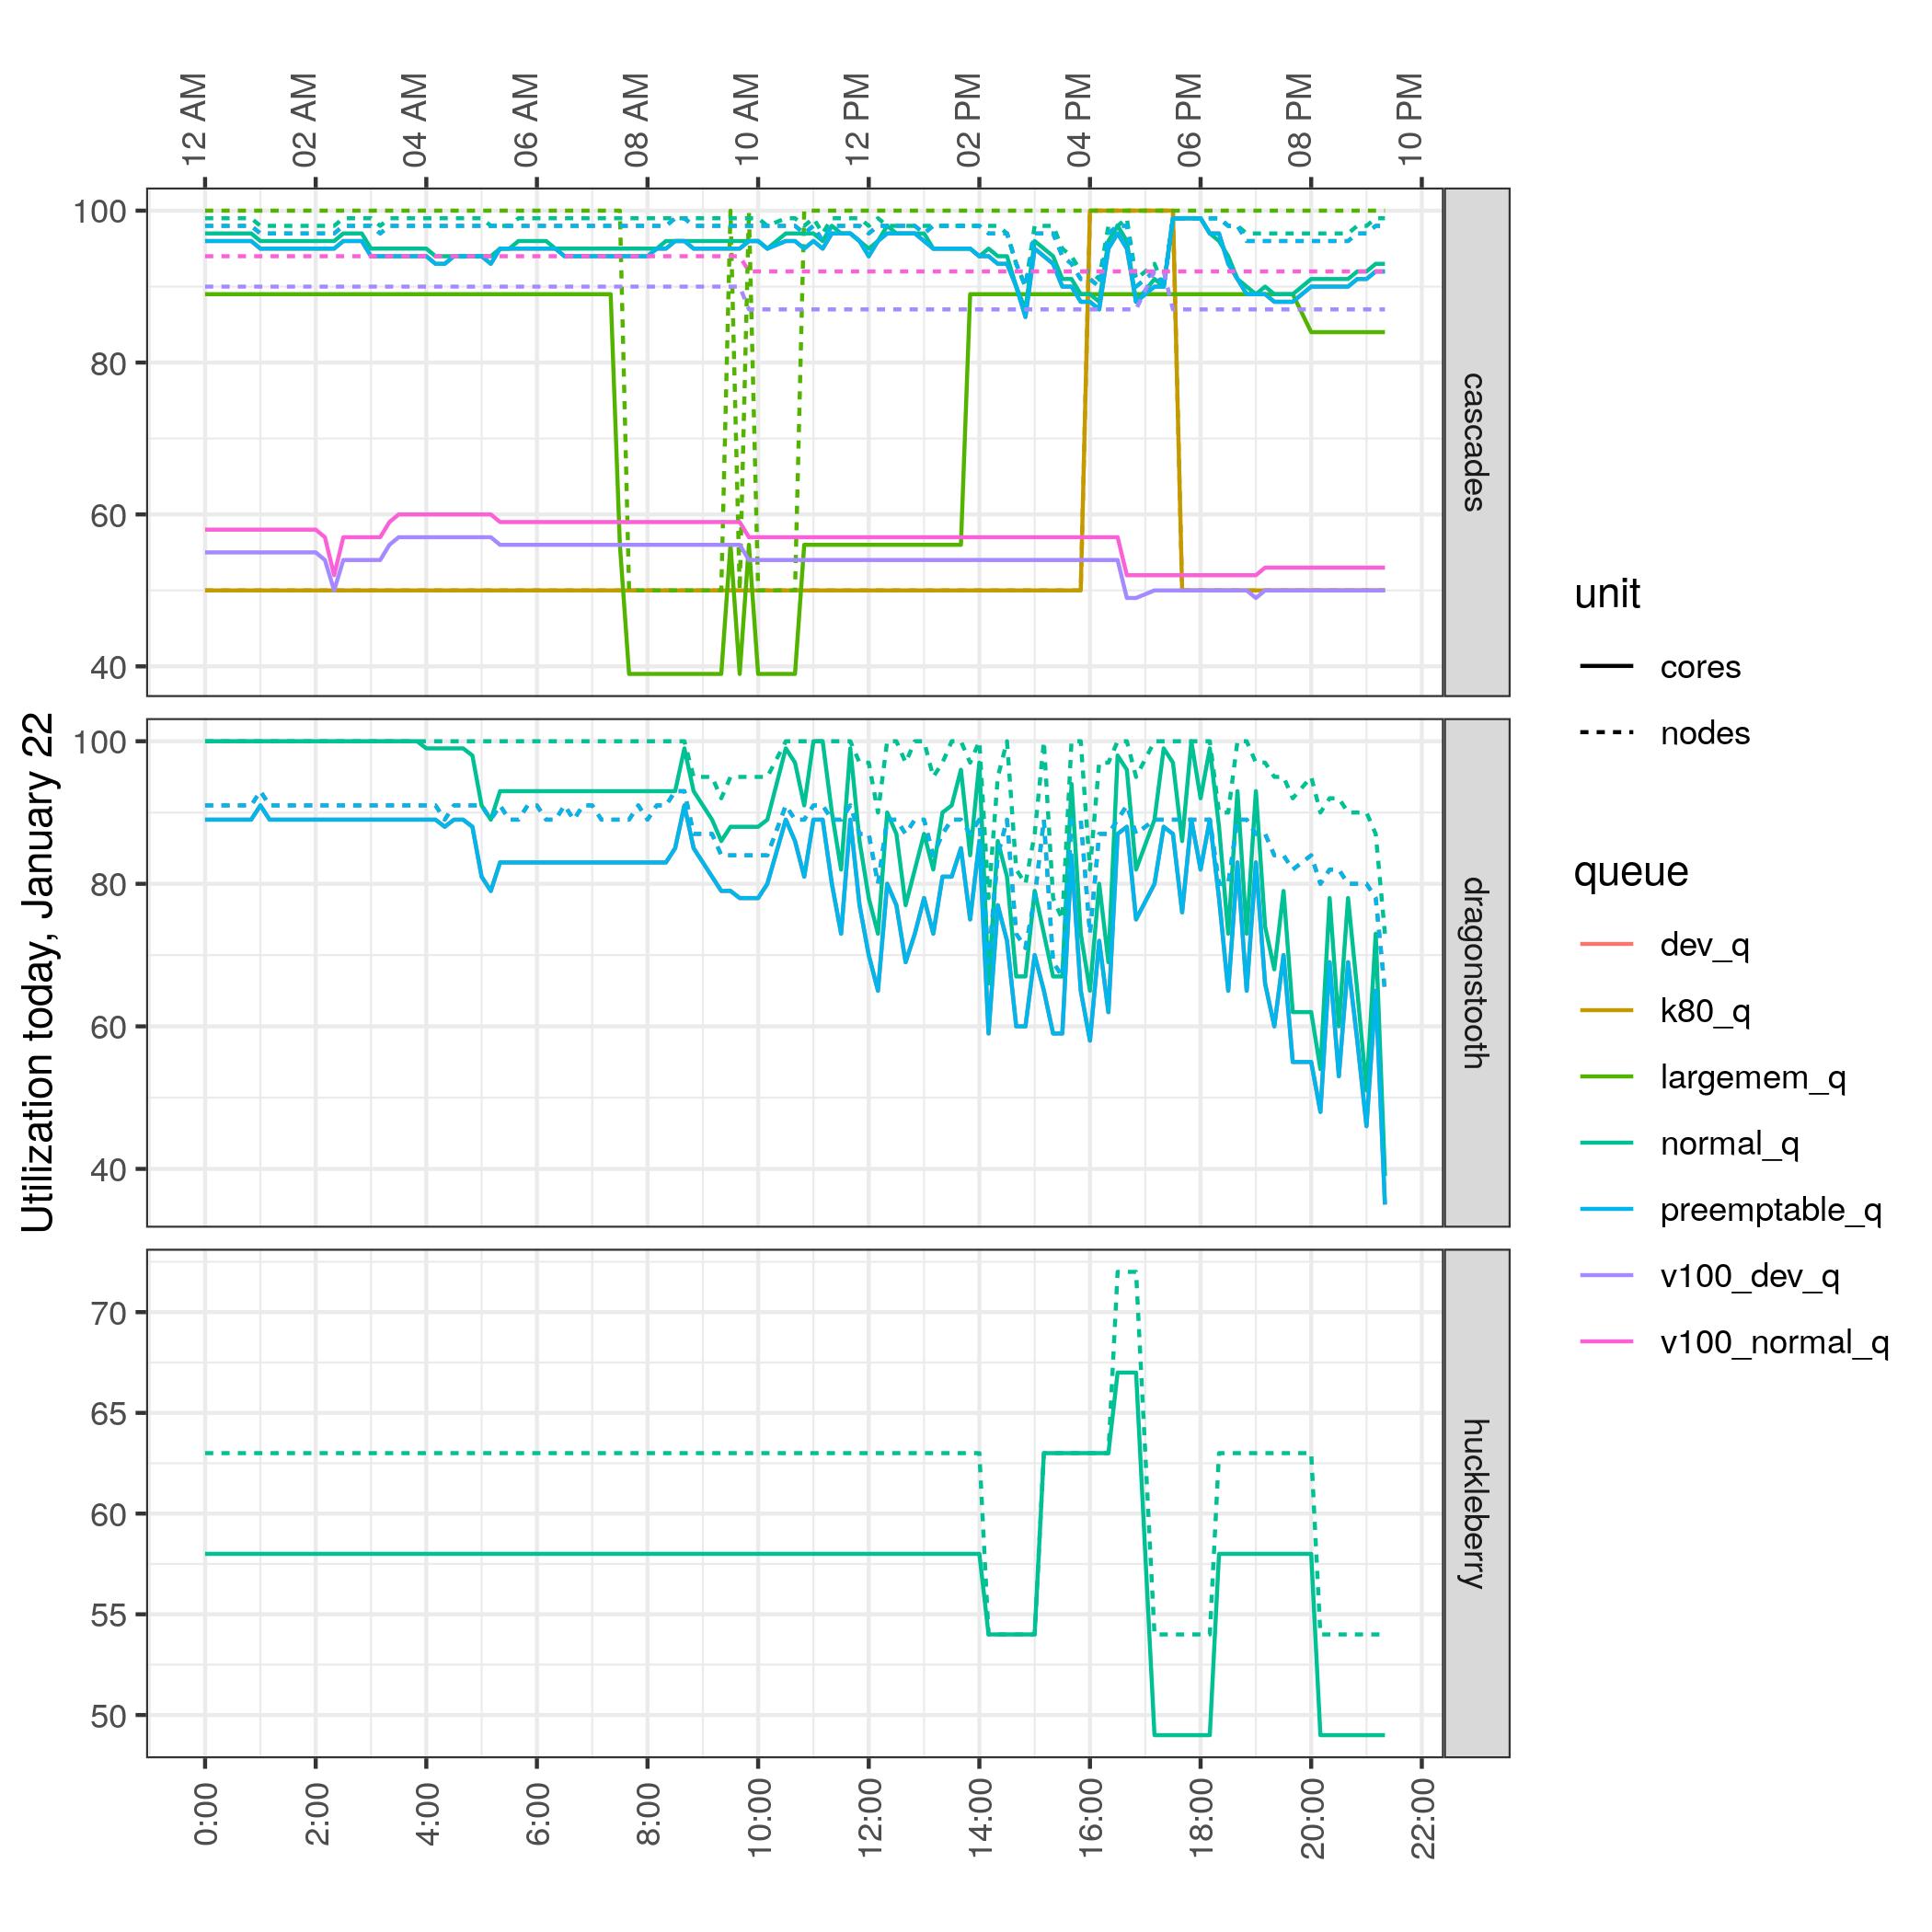 12 AM
02 AM
04 AM
06 AM
08 AM
10 AM
12 PM
02 PM
04 PM
06 PM
08 PM
10 PM
Utilization today, January 22
100
80
60
40
cascades
100
80
60
40
dragonstooth
70
65
60
55
50
huckleberry
0:00
2:00
4:00
6:00
8:00
10:00
12:00
14:00
16:00
18:00
20:00
22:00
unit
cores
nodes
queue
dev_q
k80_q
largemem_q
normal_q
preemptable_q
v100_dev_q
v100_normal_q